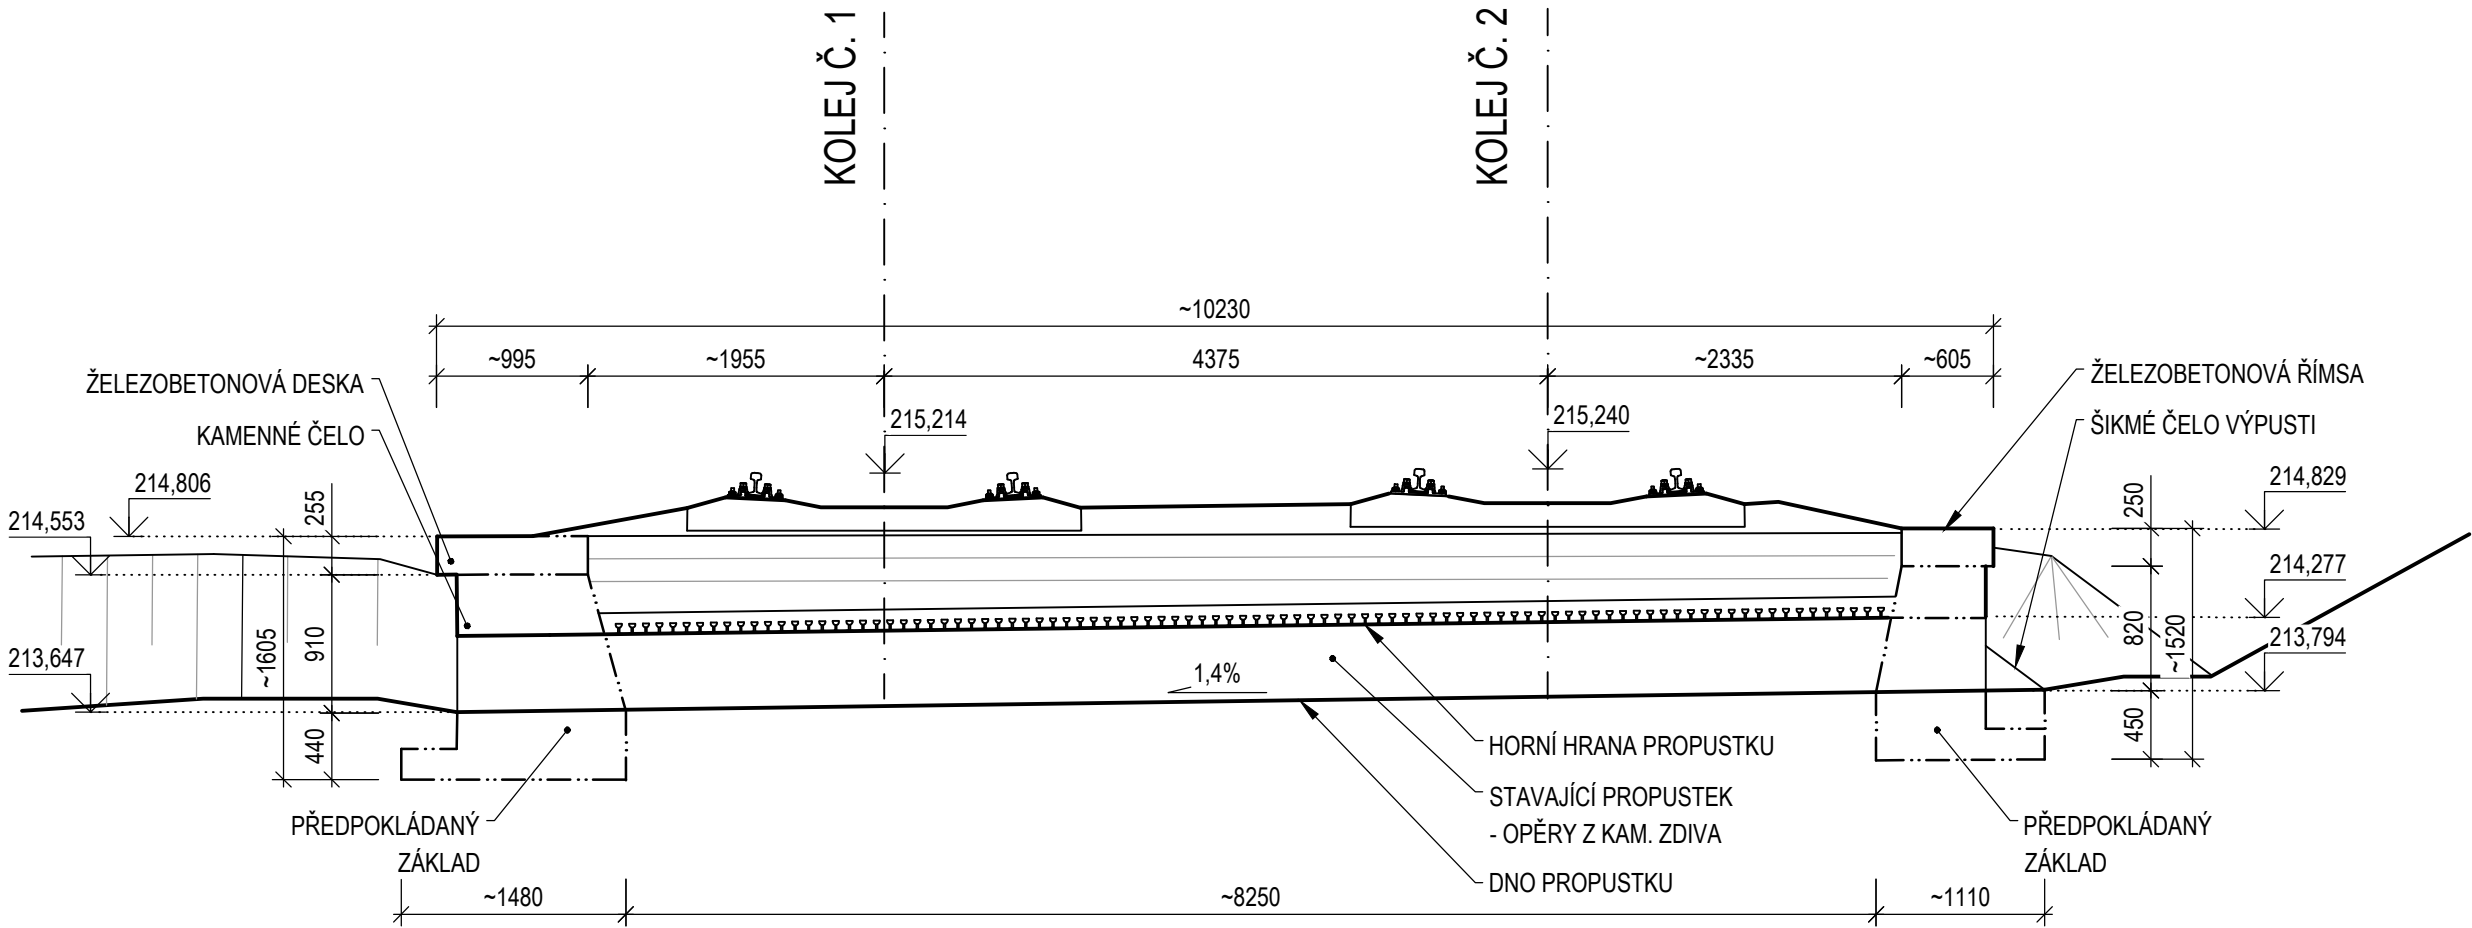 KOLEJ Č. 1
KOLEJ Č. 2
~10230
~995
~1955
4375
~2335
~605
ŽELEZOBETONOVÁ DESKA
KAMENNÉ ČELO
ŽELEZOBETONOVÁ ŘÍMSA
ŠIKMÉ ČELO VÝPUSTI
215,214
215,240
214,806
214,553
213,647
255
910
440
~1605
214,829
214,277
213,794
250
820
450
~1520
1,4%
HORNÍ HRANA PROPUSTKU
STAVAJÍCÍ PROPUSTEK
- OPĚRY Z KAM. ZDIVA
DNO PROPUSTKU
PŘEDPOKLÁDANÝ
ZÁKLAD
PŘEDPOKLÁDANÝ
ZÁKLAD
~1480
~8250
~1110